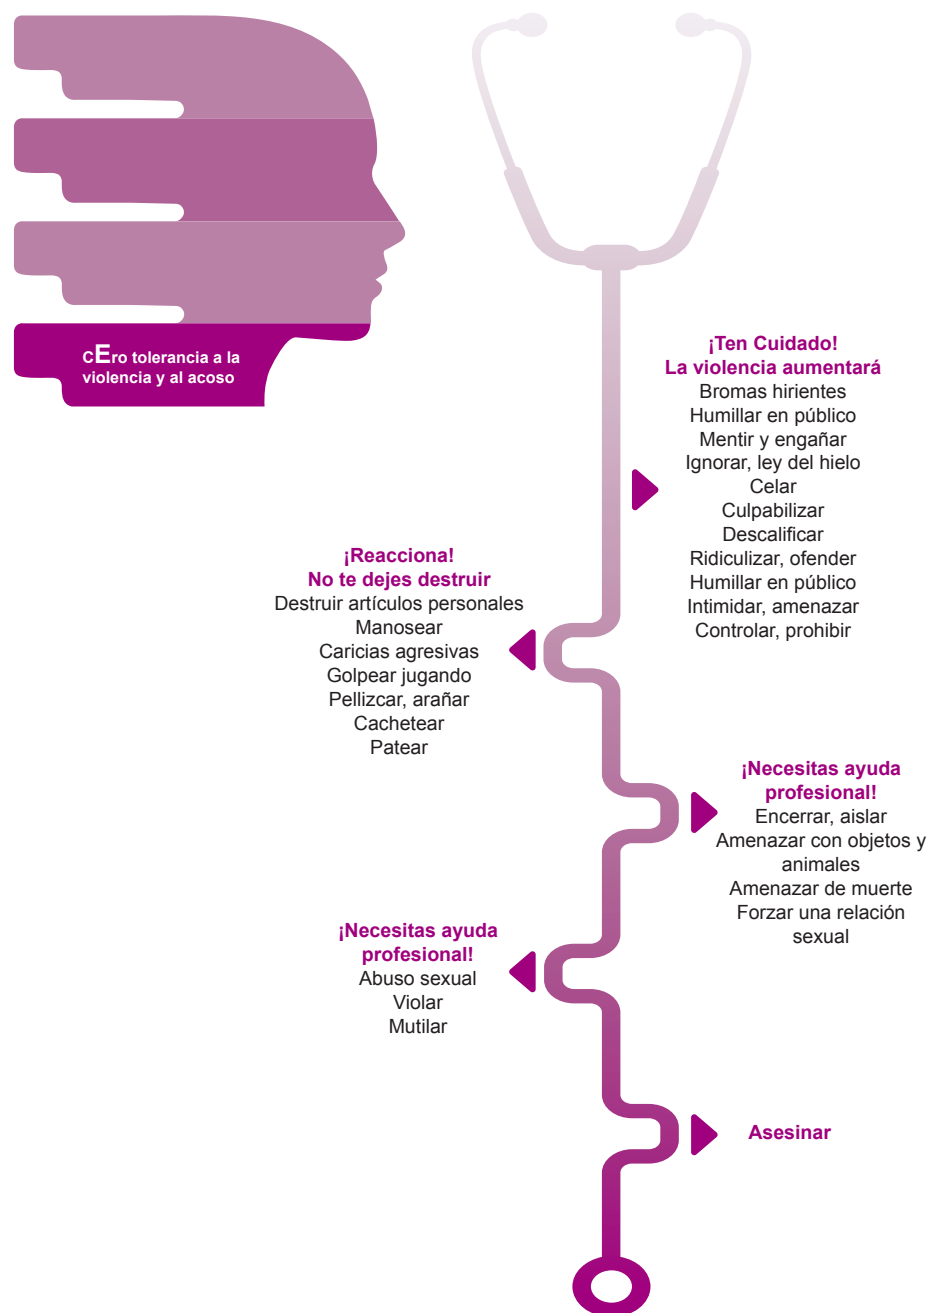 cEro tolerancia a la
violencia y al acoso
¡Ten Cuidado!
La violencia aumentará
Bromas hirientes
Humillar en público
Mentir y engañar
Ignorar, ley del hielo
Celar
Culpabilizar
Descalificar
Ridiculizar, ofender
Humillar en público
Intimidar, amenazar
Controlar, prohibir
¡Reacciona!
No te dejes destruir
Destruir artículos personales
Manosear
Caricias agresivas
Golpear jugando
Pellizcar, arañar
Cachetear
Patear
¡Necesitas ayuda
profesional!
Encerrar, aislar
Amenazar con objetos y
animales
Amenazar de muerte
Forzar una relación
sexual
¡Necesitas ayuda
profesional!
Abuso sexual
Violar
Mutilar
Asesinar